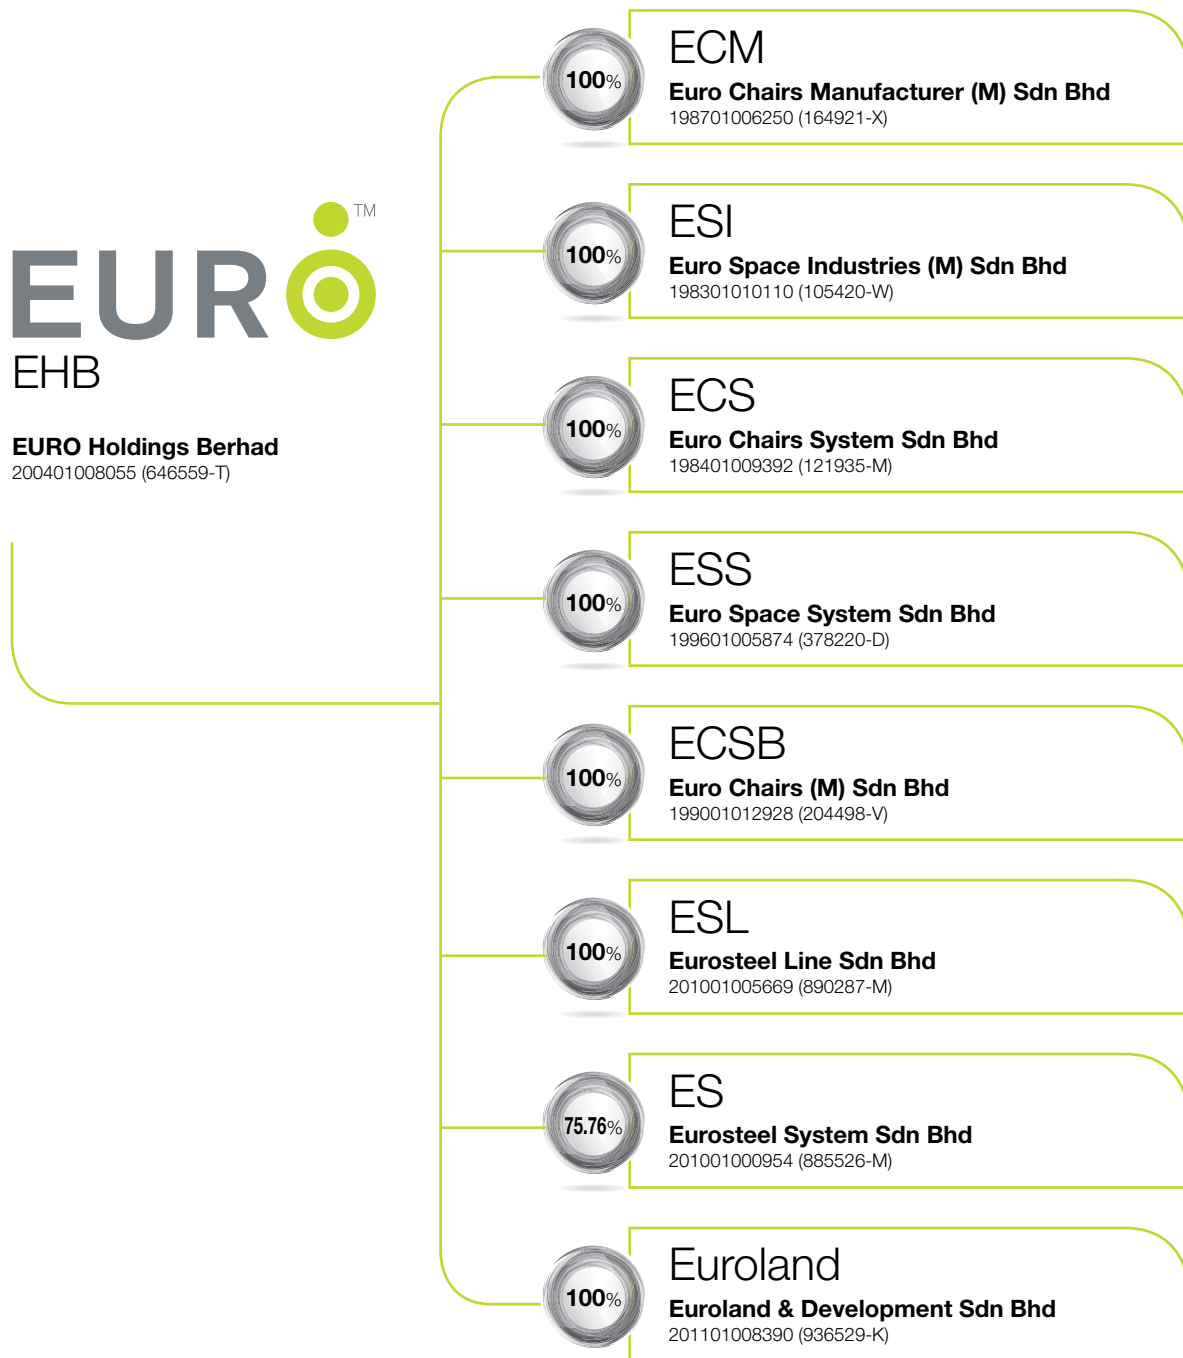 EURO TM
EHB
EURO Holdings Berhad
200401008055 (646559-T)
100%
ECM
Euro Chairs Manufacturer (M) Sdn Bhd
198701006250 (164921-X)
100%
ESI
Euro Space Industries (M) Sdn Bhd
198301010110 (105420-W)
100%
ECS
Euro Chairs System Sdn Bhd
198401009392 (121935-M)
100%
ESS
Euro Space System Sdn Bhd
199601005874 (378220-D)
100%
ECSB
Euro Chairs (M) Sdn Bhd
199001012928 (204498-V)
100%
ESL
Eurosteel Line Sdn Bhd
201001005669 (890287-M)
75.76%
ES
Eurosteel System Sdn Bhd
201001000954 (885526-M)
100%
Euroland
Euroland & Development Sdn Bhd
201101008390 (936529-K)